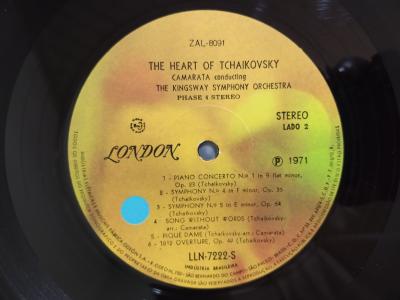 ZAL-8091
THE HEART OF TCHAIKOVSKY
CAMARATA conducting
THE KINGSWAY SYMPHONY ORCHESTRA
PHASE 4 STEREO
STEREO
LADO 2
LONDON
℗ 1971
1 - PIANO CONCERTO N.º 1 in B flat minor,
Op. 23 (Tchaikovsky)
2 - SYMPHONY N.º 4 in F minor, Op. 36
(Tchaikovsky)
3 - SYMPHONY N.º 5 in E minor, Op. 64
(Tchaikovsky)
4 - SONG WITHOUT WORDS (Tchaikovsky-
arr.: Camarata)
5 - PIQUE DAME (Tchaikovsky-arr.: Camarata)
6 - 1812 OVERTURE, Op. 49 (Tchaikovsky)
LLN-7222-S
INDÚSTRIA BRASILEIRA